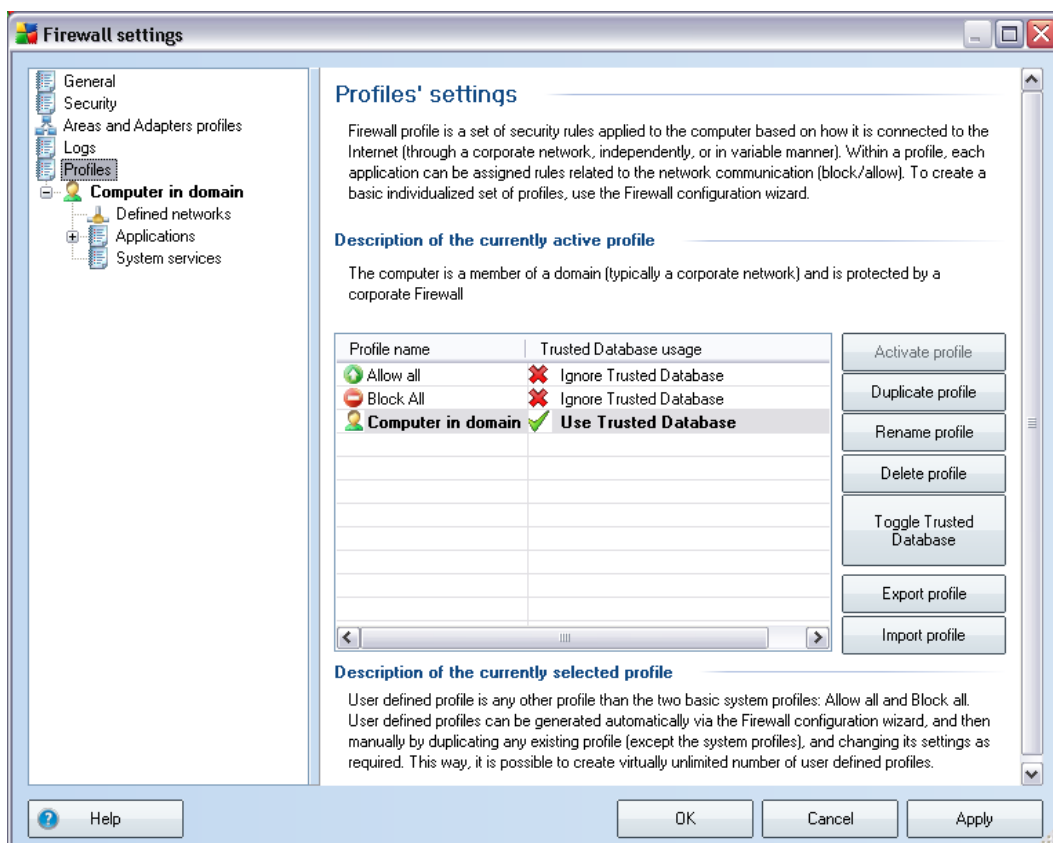 Firewall settings
General
Security
Areas and Adapters profiles
Logs
Profiles
Computer in domain
Defined networks
Applications
System services
Profiles' settings
Firewall profile is a set of security rules applied to the computer based on how it is connected to the
Internet (through a corporate network, independently, or in variable manner). Within a profile, each
application can be assigned rules related to the network communication (block/allow). To create a
basic individualized set of profiles, use the Firewall configuration wizard.
Description of the currently active profile
The computer is a member of a domain (typically a corporate network) and is protected by a
corporate Firewall
Profile name Trusted Database usage
Allow all Ignore Trusted Database
Block All Ignore Trusted Database
Computer in domain Use Trusted Database
Activate profile
Duplicate profile
Rename profile
Delete profile
Toggle Trusted
Database
Export profile
Import profile
Description of the currently selected profile
User defined profile is any other profile than the two basic system profiles: Allow all and Block all.
User defined profiles can be generated automatically via the Firewall configuration wizard, and then
manually by duplicating any existing profile (except the system profiles), and changing its settings as
required. This way, it is possible to create virtually unlimited number of user defined profiles.
Help
OK
Cancel
Apply